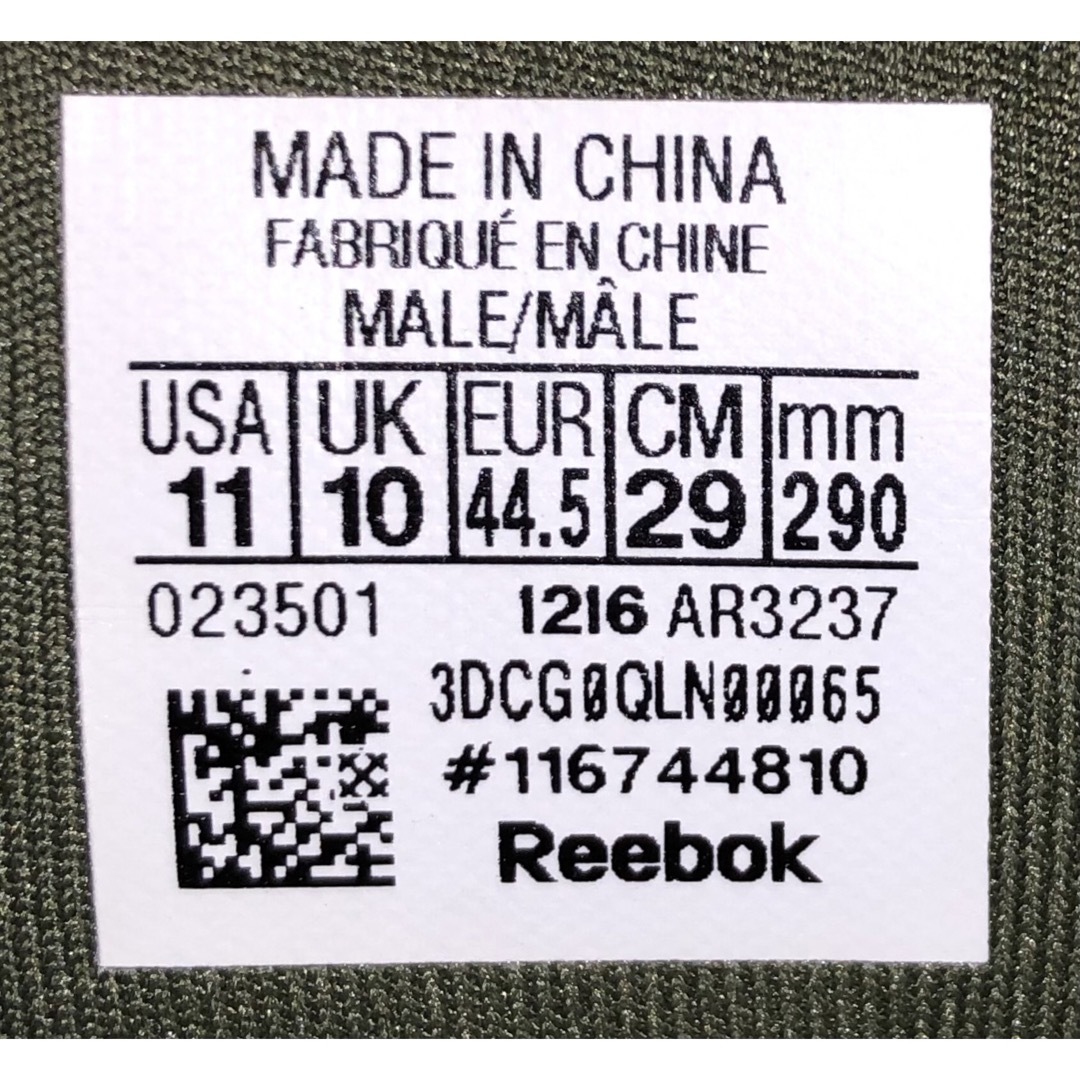 MADE IN CHINA
FABRIQUÉ EN CHINE
MALE/MÂLE
USA UK EUR CM mm
11 10 44.5 29 290
023501 1216 AR3237
3DCG0QLN00065
#116744810
Reebok